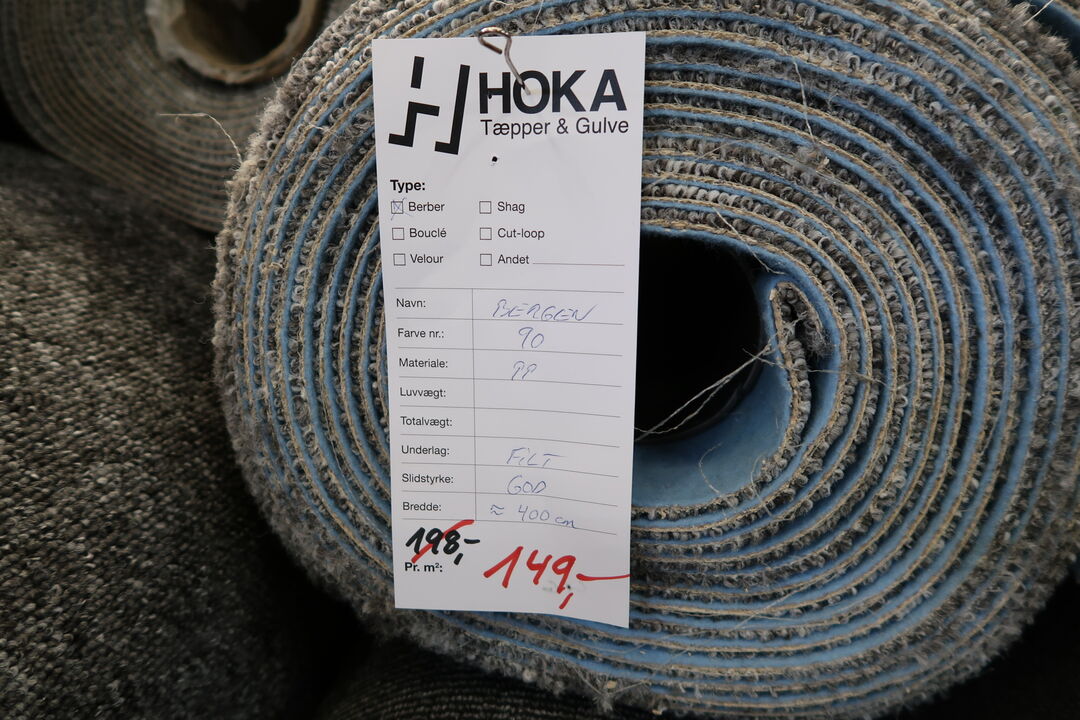 HOKA
Tæpper & Gulve
Type:
Berber Shag
Bouclé Cut-loop
Velour Andet
Navn: BERGEN
Farve nr.: 90
Materiale: PP
Luvvægt:
Totalvægt:
Underlag: FILT
Slidstyrke: GOD
Bredde: ≈ 400 cm
198,-
Pr. m²: 149,-